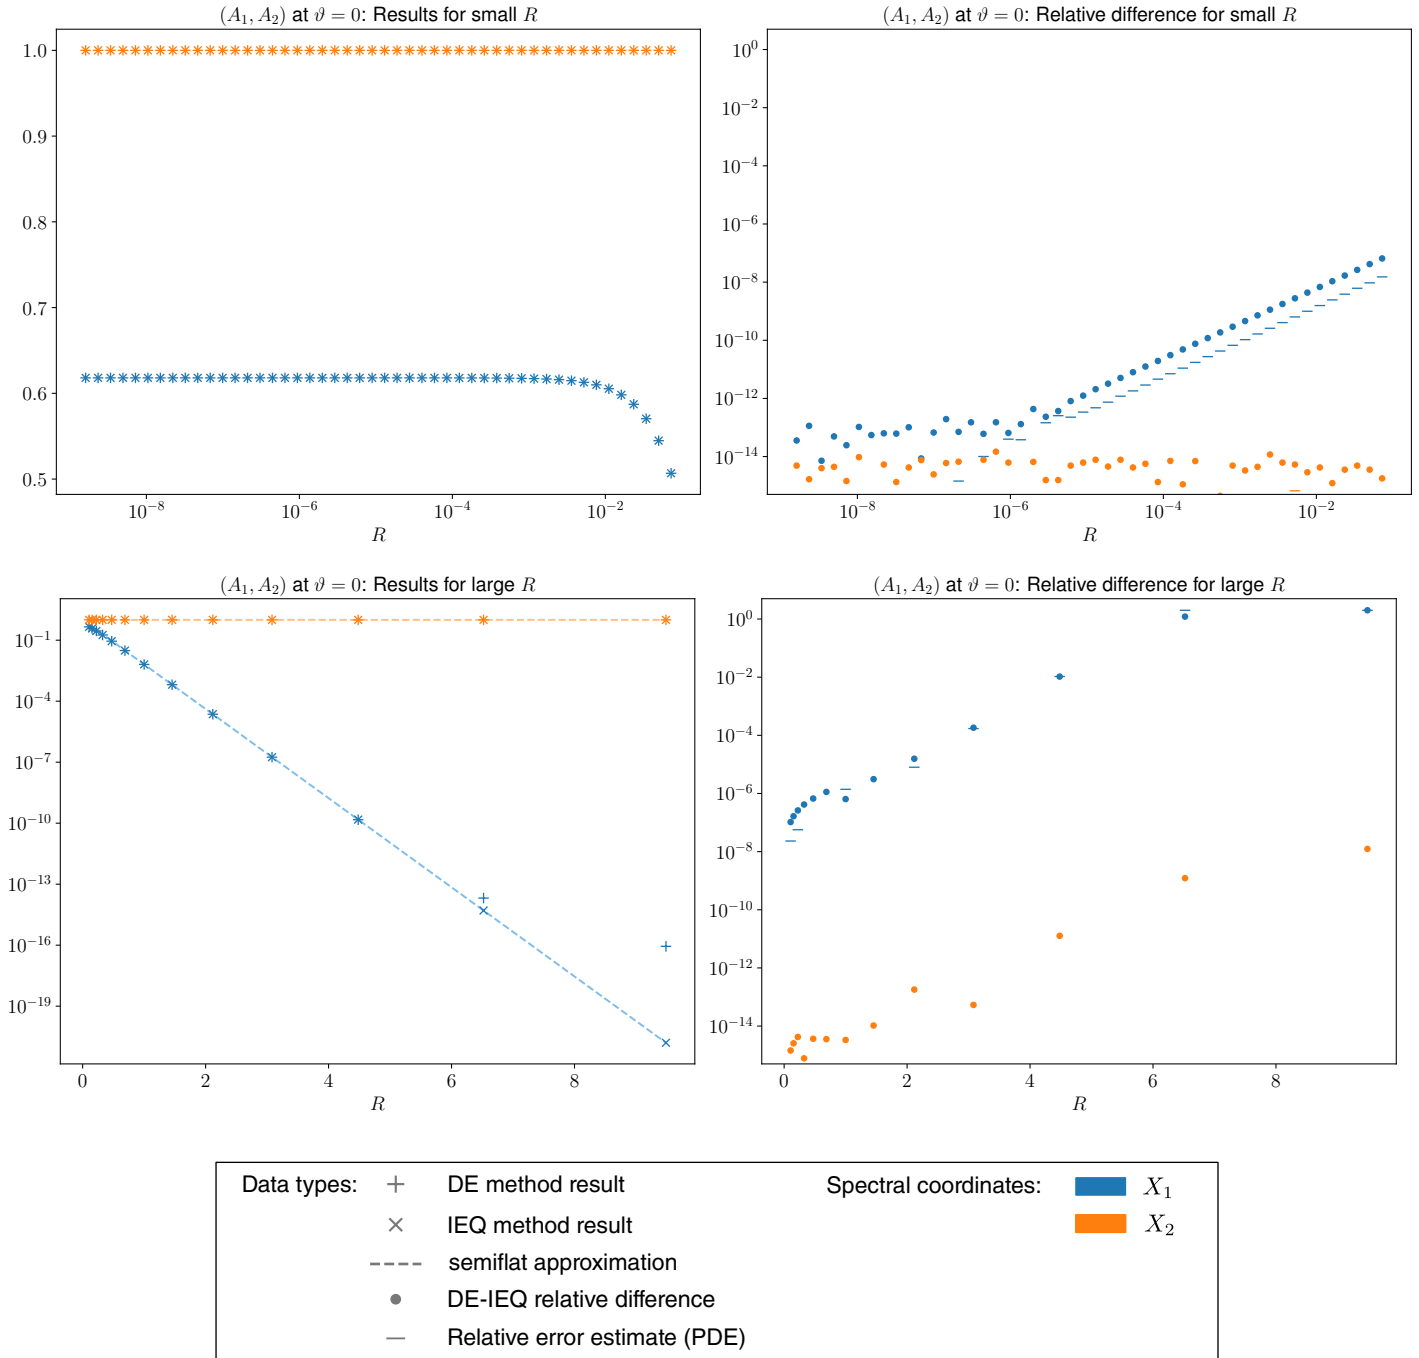 (A₁, A₂) at ϑ = 0: Results for small R
1.0
0.9
0.8
0.7
0.6
0.5
10⁻⁸ 10⁻⁶ 10⁻⁴ 10⁻²
R
(A₁, A₂) at ϑ = 0: Relative difference for small R
10⁰
10⁻²
10⁻⁴
10⁻⁶
10⁻⁸
10⁻¹⁰
10⁻¹²
10⁻¹⁴
10⁻⁸ 10⁻⁶ 10⁻⁴ 10⁻²
R
(A₁, A₂) at ϑ = 0: Results for large R
10⁻¹
10⁻⁴
10⁻⁷
10⁻¹⁰
10⁻¹³
10⁻¹⁶
10⁻¹⁹
0 2 4 6 8
R
(A₁, A₂) at ϑ = 0: Relative difference for large R
10⁰
10⁻²
10⁻⁴
10⁻⁶
10⁻⁸
10⁻¹⁰
10⁻¹²
10⁻¹⁴
0 2 4 6 8
R
Data types:
DE method result
IEQ method result
semiflat approximation
DE-IEQ relative difference
Relative error estimate (PDE)
Spectral coordinates:
X₁
X₂